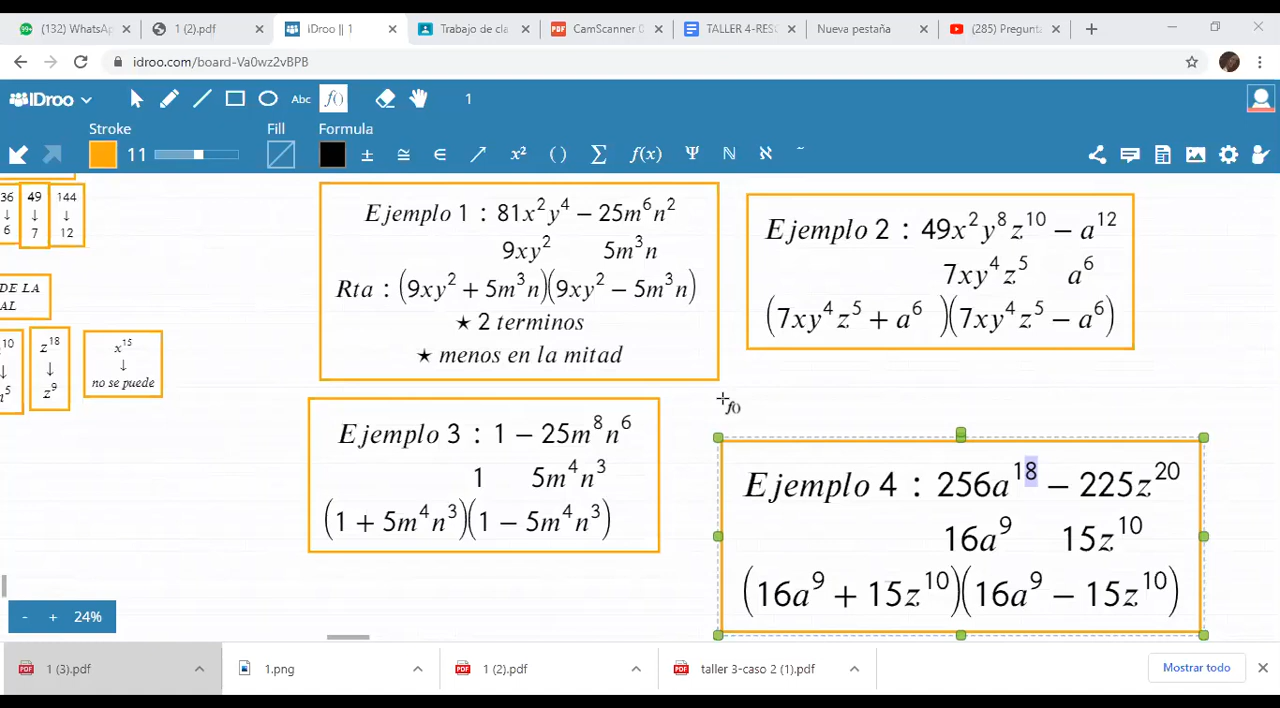 (132) WhatsAp
1 (2).pdf
IDroo || 1
Trabajo de cla
CamScanner 0
TALLER 4-RESO
Nueva pestaña
(285) Pregunta
idroo.com/board-Va0wz2vBPB
IDroo
Abc
f()
1
Stroke
11
Fill
Formula
± ≅ ∈ x² ( ) ∑ f(x) Ψ ℕ ℵ
36 49 144
↓ ↓ ↓
6 7 12
DE LA
AL
10 z¹⁸ x¹⁵
↓ ↓ ↓
n⁵ z⁹ no se puede
Ejemplo 1 : 81x²y⁴ − 25m⁶n²
9xy² 5m³n
Rta : (9xy² + 5m³n)(9xy² − 5m³n)
★ 2 terminos
★ menos en la mitad
Ejemplo 2 : 49x²y⁸z¹⁰ − a¹²
7xy⁴z⁵ a⁶
(7xy⁴z⁵ + a⁶ )(7xy⁴z⁵ − a⁶)
Ejemplo 3 : 1 − 25m⁸n⁶
1 5m⁴n³
(1 + 5m⁴n³)(1 − 5m⁴n³)
f()
Ejemplo 4 : 256a¹⁸ − 225z²⁰
16a⁹ 15z¹⁰
(16a⁹ + 15z¹⁰)(16a⁹ − 15z¹⁰)
- + 24%
1 (3).pdf
1.png
1 (2).pdf
taller 3-caso 2 (1).pdf
Mostrar todo